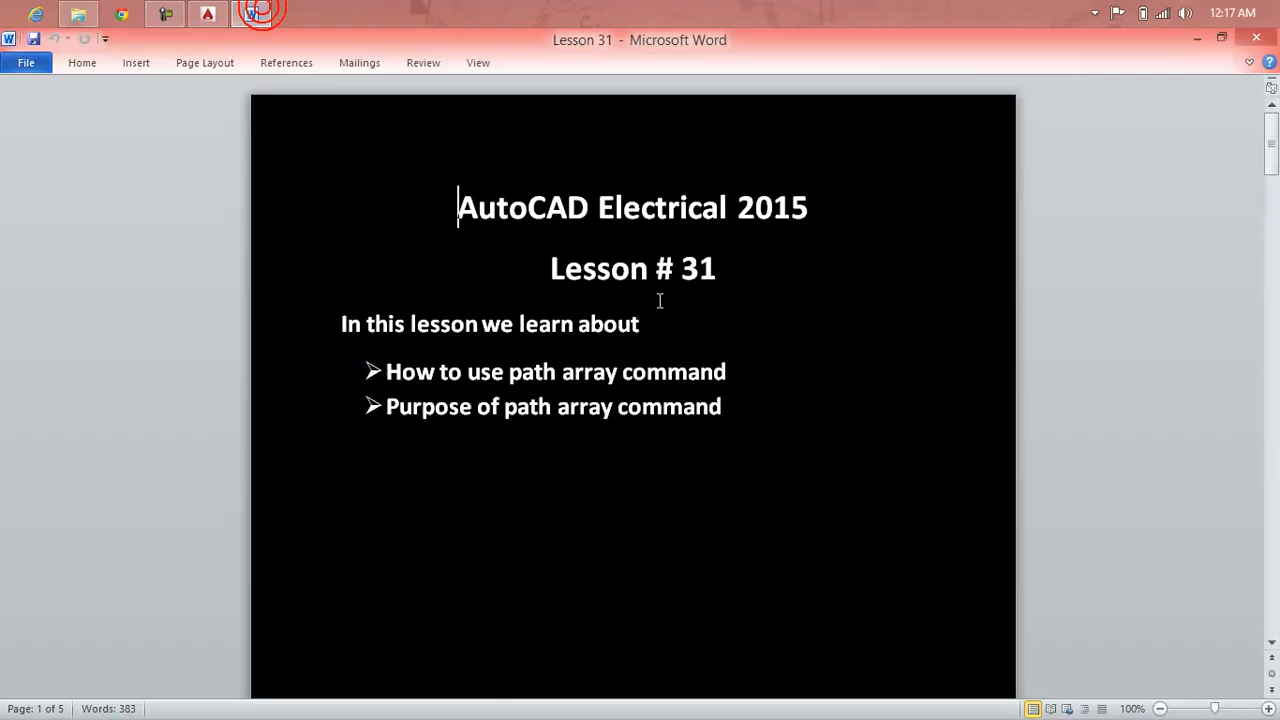 12:17 AM
Lesson 31 - Microsoft Word
File Home Insert Page Layout References Mailings Review View
AutoCAD Electrical 2015
Lesson # 31
In this lesson we learn about
How to use path array command
Purpose of path array command
Page: 1 of 5 Words: 383 100%